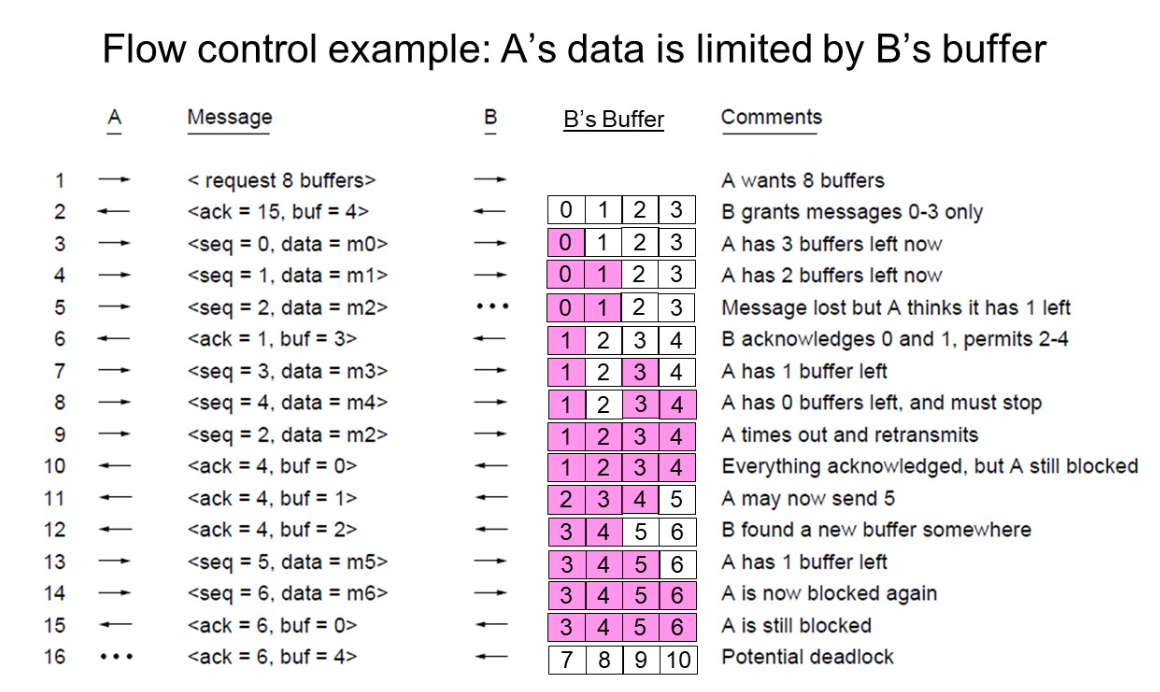 Flow control example: A's data is limited by B's buffer
A Message B B's Buffer Comments
1 < request 8 buffers> A wants 8 buffers
2 <ack = 15, buf = 4> 0 1 2 3 B grants messages 0-3 only
3 <seq = 0, data = m0> 0 1 2 3 A has 3 buffers left now
4 <seq = 1, data = m1> 0 1 2 3 A has 2 buffers left now
5 <seq = 2, data = m2> ••• 0 1 2 3 Message lost but A thinks it has 1 left
6 <ack = 1, buf = 3> 1 2 3 4 B acknowledges 0 and 1, permits 2-4
7 <seq = 3, data = m3> 1 2 3 4 A has 1 buffer left
8 <seq = 4, data = m4> 1 2 3 4 A has 0 buffers left, and must stop
9 <seq = 2, data = m2> 1 2 3 4 A times out and retransmits
10 <ack = 4, buf = 0> 1 2 3 4 Everything acknowledged, but A still blocked
11 <ack = 4, buf = 1> 2 3 4 5 A may now send 5
12 <ack = 4, buf = 2> 3 4 5 6 B found a new buffer somewhere
13 <seq = 5, data = m5> 3 4 5 6 A has 1 buffer left
14 <seq = 6, data = m6> 3 4 5 6 A is now blocked again
15 <ack = 6, buf = 0> 3 4 5 6 A is still blocked
16 ••• <ack = 6, buf = 4> 7 8 9 10 Potential deadlock